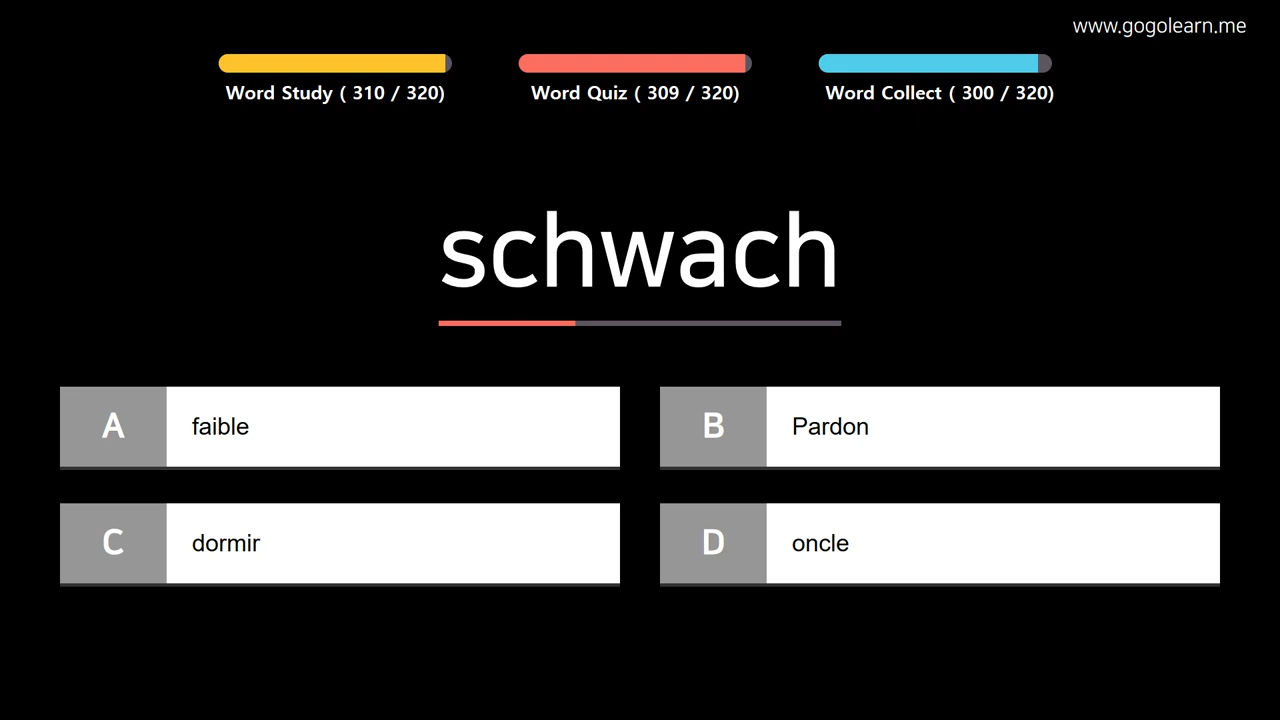 www.gogolearn.me
Word Study ( 310 / 320)
Word Quiz ( 309 / 320)
Word Collect ( 300 / 320)
schwach
A faible
B Pardon
C dormir
D oncle